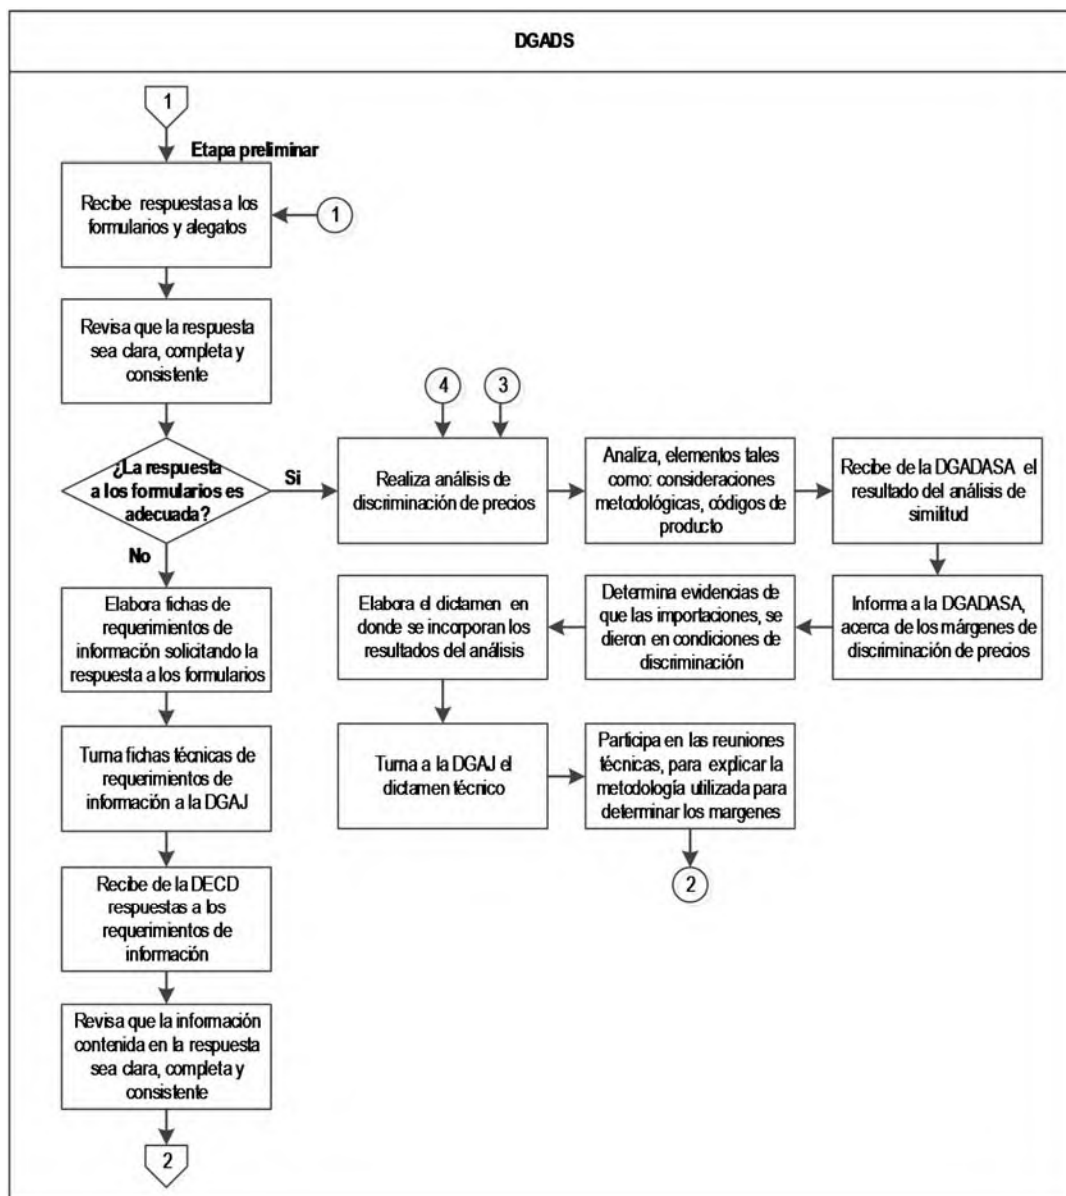 DGADS
1
Etapa preliminar
Recibe respuestas a los
formularios y alegatos
1
Revisa que la respuesta
sea clara, completa y
consistente
¿La respuesta
a los formularios es
adecuada?
Si
No
4
3
Realiza análisis de
discriminación de precios
Analiza, elementos tales
como: consideraciones
metodológicas, códigos de
producto
Recibe de la DGADASA el
resultado del análisis de
similitud
Informa a la DGADASA,
acerca de los márgenes de
discriminación de precios
Determina evidencias de
que las importaciones, se
dieron en condiciones de
discriminación
Elabora el dictamen en
donde se incorporan los
resultados del análisis
Turna a la DGAJ el
dictamen técnico
Participa en las reuniones
técnicas, para explicar la
metodología utilizada para
determinar los margenes
2
Elabora fichas de
requerimientos de
información solicitando la
respuesta a los formularios
Turna fichas técnicas de
requerimientos de
información a la DGAJ
Recibe de la DECD
respuestas a los
requerimientos de
información
Revisa que la información
contenida en la respuesta
sea clara, completa y
consistente
2